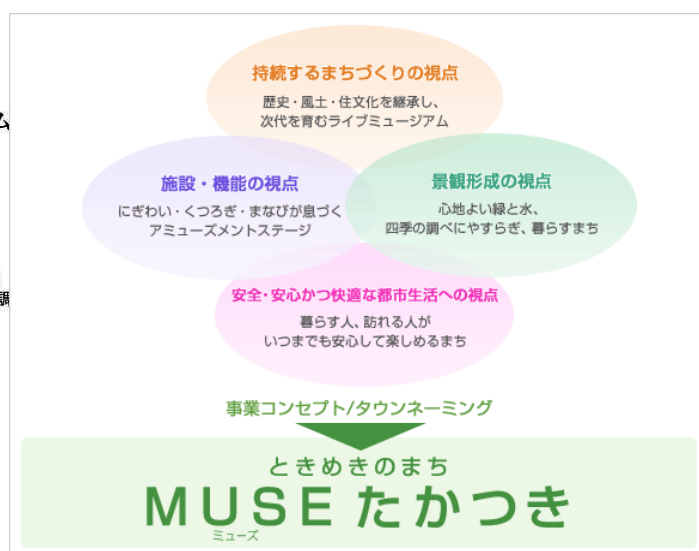 持続するまちづくりの視点
歴史・風土・住文化を継承し、
次代を育むライブミュージアム
ム
施設・機能の視点
にぎわい・くつろぎ・まなびが息づく
アミューズメントステージ
景観形成の視点
心地よい緑と水、
四季の調べにやすらぎ、暮らすまち
調
安全・安心かつ快適な都市生活への視点
暮らす人、訪れる人が
いつまでも安心して楽しめるまち
事業コンセプト/タウンネーミング
ときめきのまち
MUSEたかつき
ミューズ